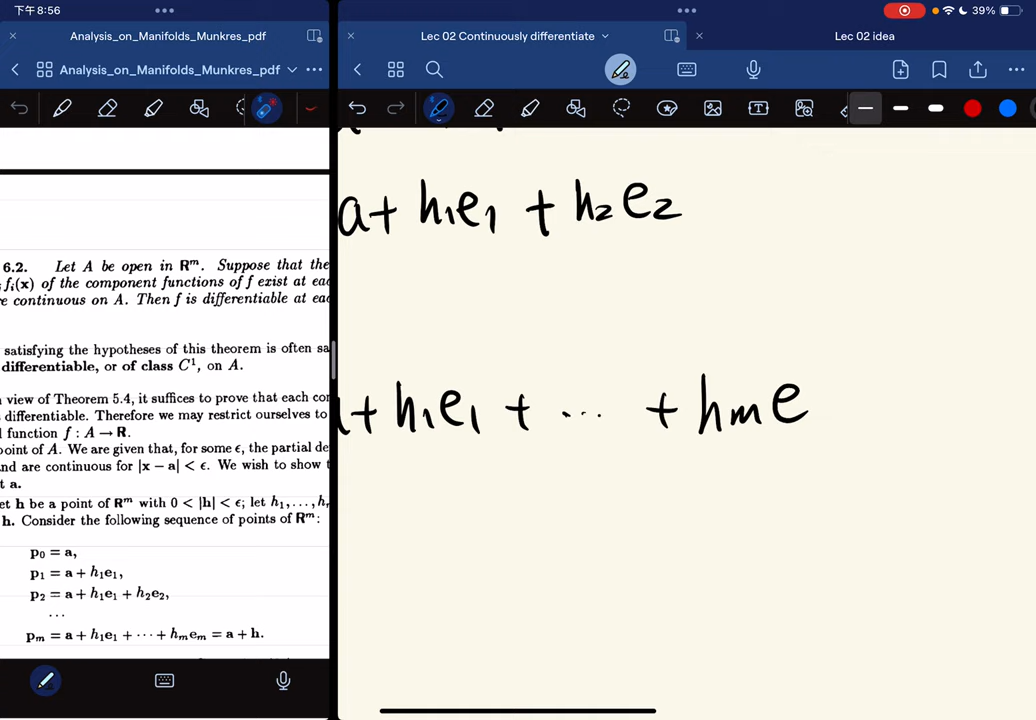 下午8:56
39%
Analysis_on_Manifolds_Munkres_pdf
Lec 02 Continuously differentiate
Lec 02 idea
Analysis_on_Manifolds_Munkres_pdf
6.2. Let A be open in Rᵐ. Suppose that the
fᵢ(x) of the component functions of f exist at eac
re continuous on A. Then f is differentiable at eac
satisfying the hypotheses of this theorem is often sa
differentiable, or of class C¹, on A.
view of Theorem 5.4, it suffices to prove that each cor
differentiable. Therefore we may restrict ourselves to
l function f : A → R.
point of A. We are given that, for some ϵ, the partial de
and are continuous for |x − a| < ϵ. We wish to show t
t a.
et h be a point of Rᵐ with 0 < |h| < ϵ; let h₁,...,h
h. Consider the following sequence of points of Rᵐ:
p₀ = a,
p₁ = a + h₁e₁,
p₂ = a + h₁e₁ + h₂e₂,
...
pₘ = a + h₁e₁ + ··· + hₘeₘ = a + h.
a + h₁e₁ + h₂e₂
+ h₁e₁ + ··· + hₘe